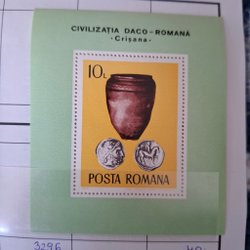 CIVILIZAȚIA DACO-ROMANĂ
-Crișana-
10L
POSTA ROMANA
3296